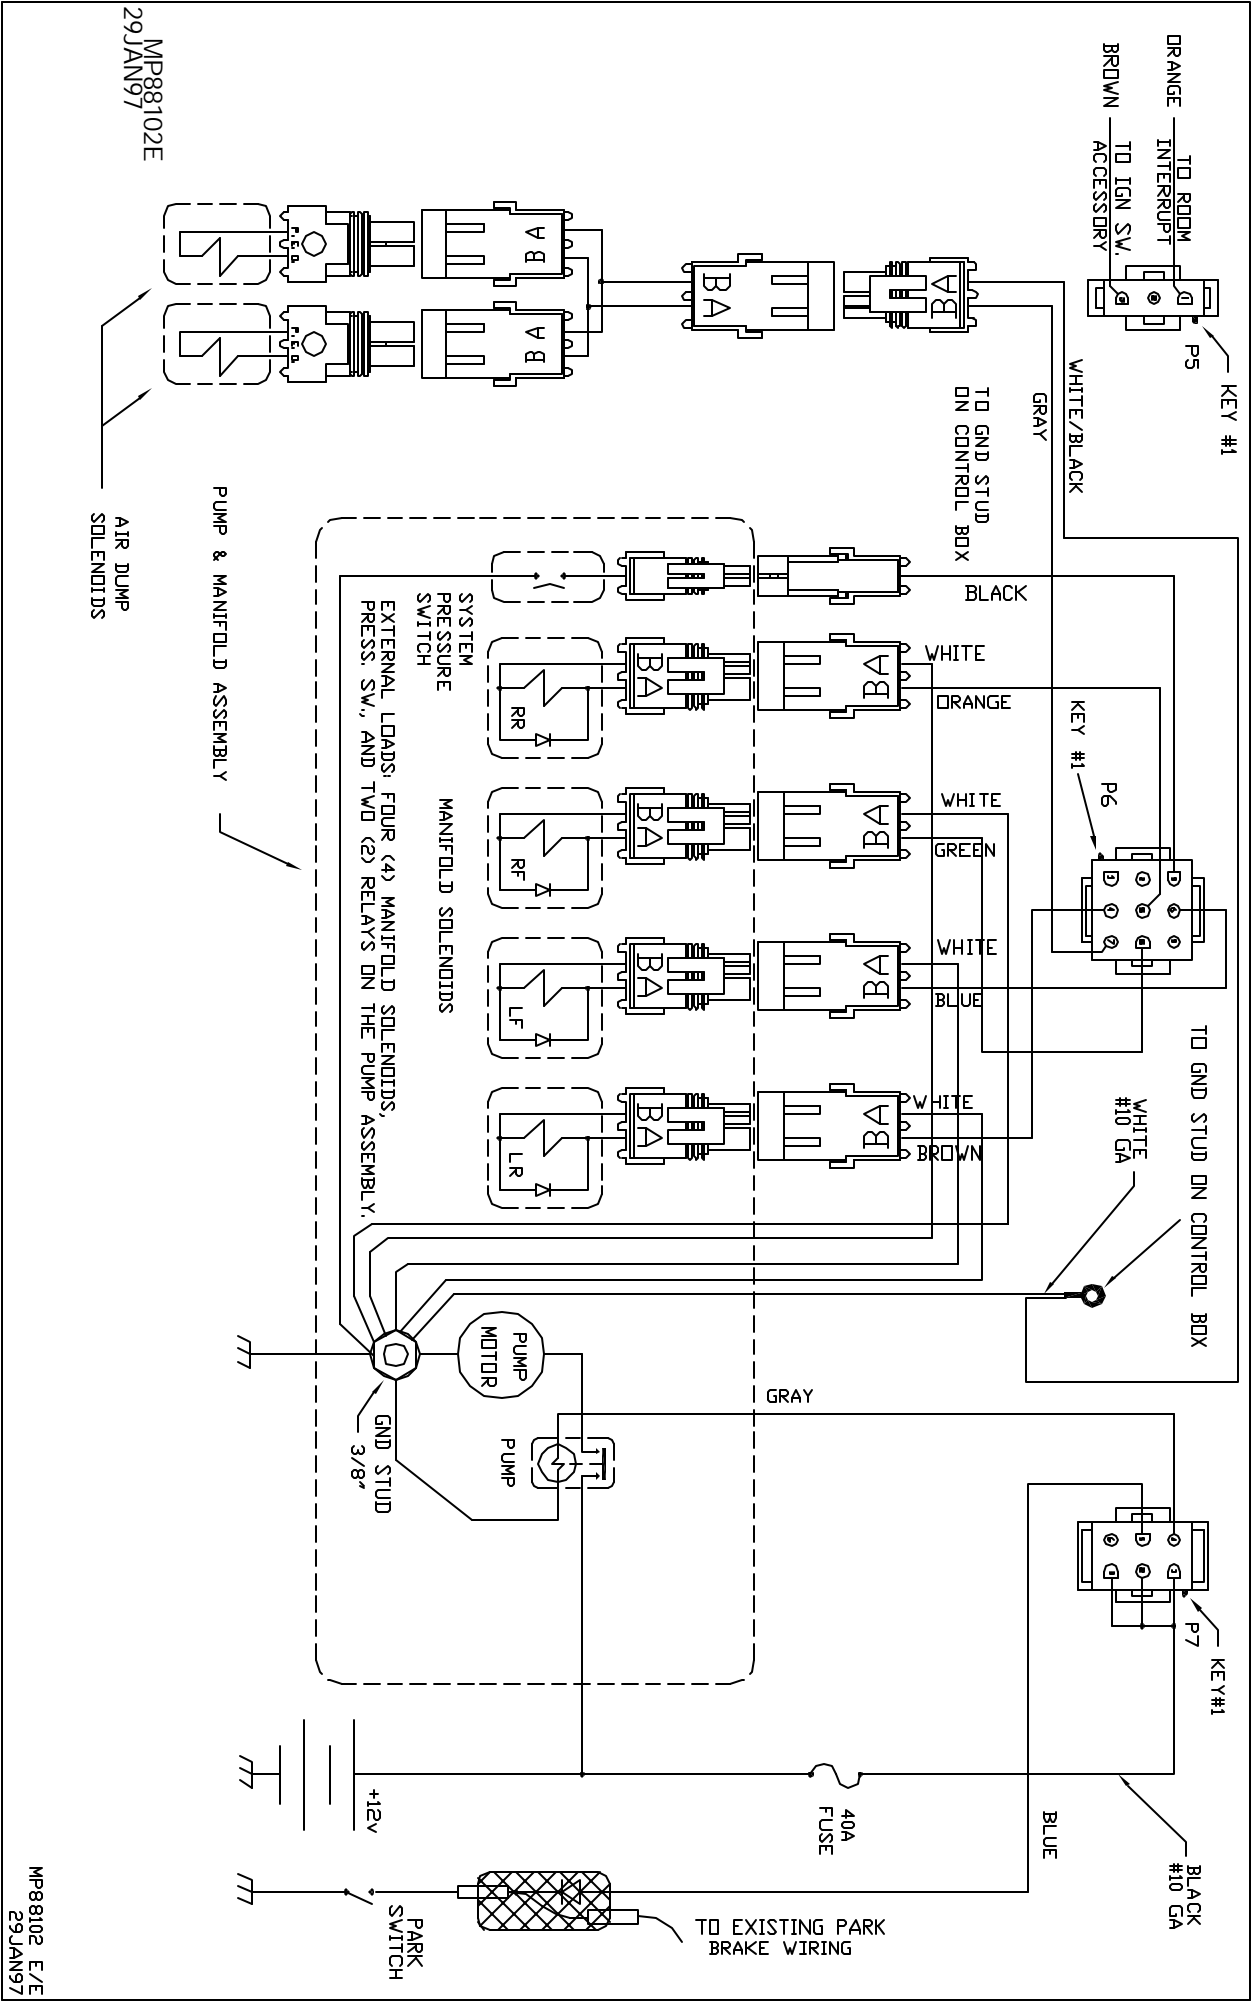 MP88102E
29JAN97
ORANGE
TO ROOM
INTERRUPT
BROWN
TO IGN SW.
ACCESSORY
P5
KEY #1
WHITE/BLACK
GRAY
B A
B A
B A
B A
AIR DUMP
SOLENOIDS
TO GND STUD
ON CONTROL BOX
PUMP & MANIFOLD ASSEMBLY
BLACK
WHITE
ORANGE
WHITE
GREEN
WHITE
BLUE
WHITE
BROWN
KEY #1
P6
B A
B A
B A
B A
B A
B A
B A
B A
SYSTEM
PRESSURE
SWITCH
RR
RF
LF
LR
MANIFOLD SOLENOIDS
EXTERNAL LOADS: FOUR (4) MANIFOLD SOLENOIDS,
PRESS. SW., AND TWO (2) RELAYS ON THE PUMP ASSEMBLY.
TO GND STUD ON CONTROL BOX
WHITE
#10 GA
PUMP
MOTOR
GND STUD
3/8"
PUMP
GRAY
P7
KEY#1
BLACK
#10 GA
BLUE
40A
FUSE
+12v
PARK
SWITCH
TO EXISTING PARK
BRAKE WIRING
MP88102 E/E
29JAN97